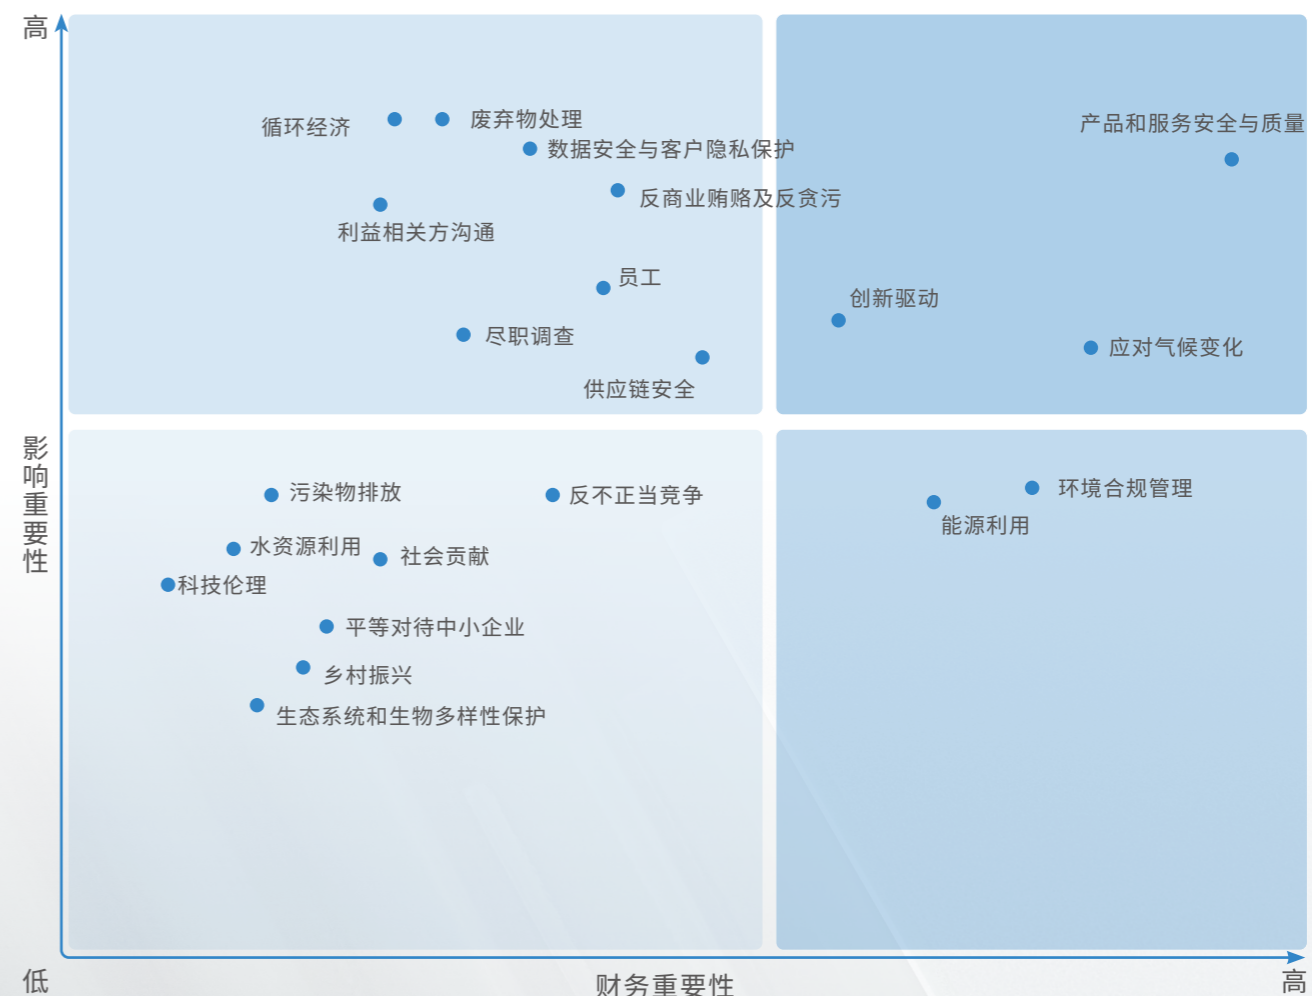 高
循环经济
废弃物处理
产品和服务安全与质量
数据安全与客户隐私保护
反商业贿赂及反贪污
利益相关方沟通
员工
创新驱动
尽职调查
应对气候变化
供应链安全
影响重要性
污染物排放
反不正当竞争
环境合规管理
能源利用
水资源利用
社会贡献
科技伦理
平等对待中小企业
乡村振兴
生态系统和生物多样性保护
低
财务重要性
高